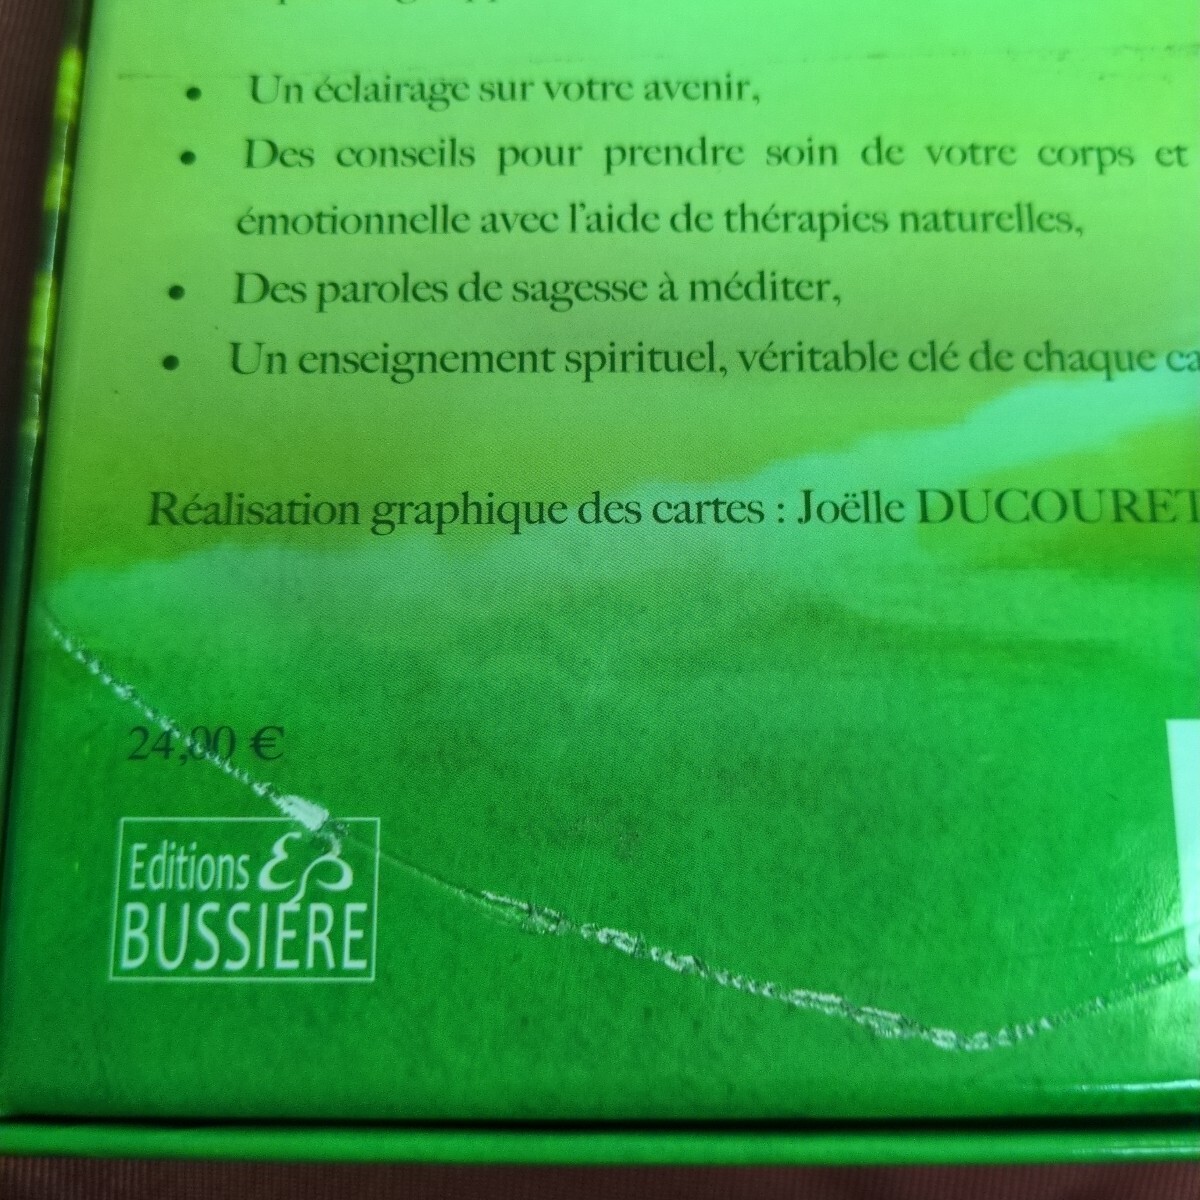 • Un éclairage sur votre avenir,
• Des conseils pour prendre soin de votre corps et
émotionnelle avec l'aide de thérapies naturelles,
• Des paroles de sagesse à méditer,
• Un enseignement spirituel, véritable clé de chaque
Réalisation graphique des cartes : Joëlle DUCOURET
24,00 €
Editions
BUSSIÈRE